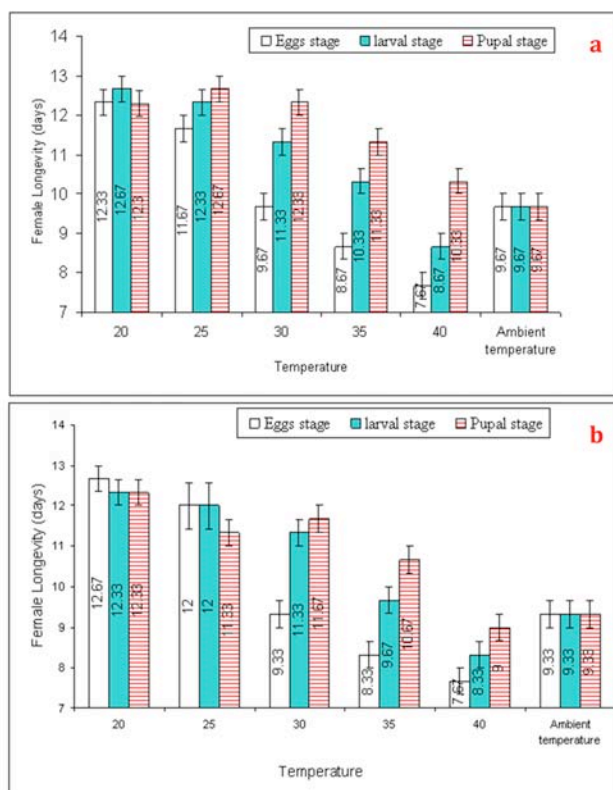 Eggs stage larval stage Pupal stage
a
Female Longevity (days)
14
13
12
11
10
9
8
7
12.33 12.67 12.3
11.67 12.33 12.67
9.67 11.33 12.33
8.67 10.33 11.33
7.67 8.67 10.33
9.67 9.67 9.67
20 25 30 35 40 Ambient
temperature
Temperature
Eggs stage larval stage Pupal stage
b
Female Longevity (days)
14
13
12
11
10
9
8
7
12.67 12.33 12.33
12 12 11.33
9.33 11.33 11.67
8.33 9.67 10.67
7.67 8.33 9
9.33 9.33 9.33
20 25 30 35 40 Ambient
temperature
Temperature